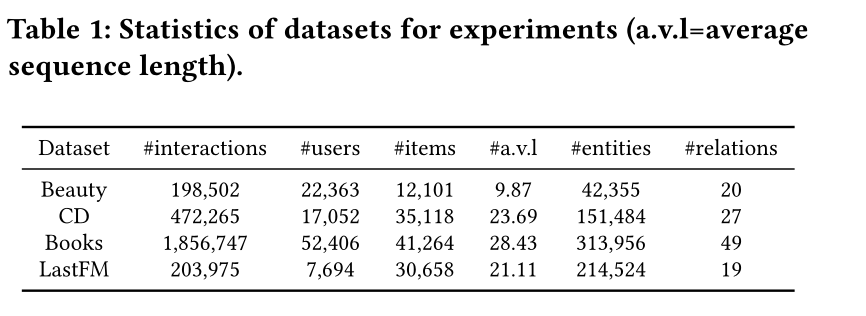 Table 1: Statistics of datasets for experiments (a.v.l=average
sequence length).
Dataset #interactions #users #items #a.v.l #entities #relations
Beauty 198,502 22,363 12,101 9.87 42,355 20
CD 472,265 17,052 35,118 23.69 151,484 27
Books 1,856,747 52,406 41,264 28.43 313,956 49
LastFM 203,975 7,694 30,658 21.11 214,524 19